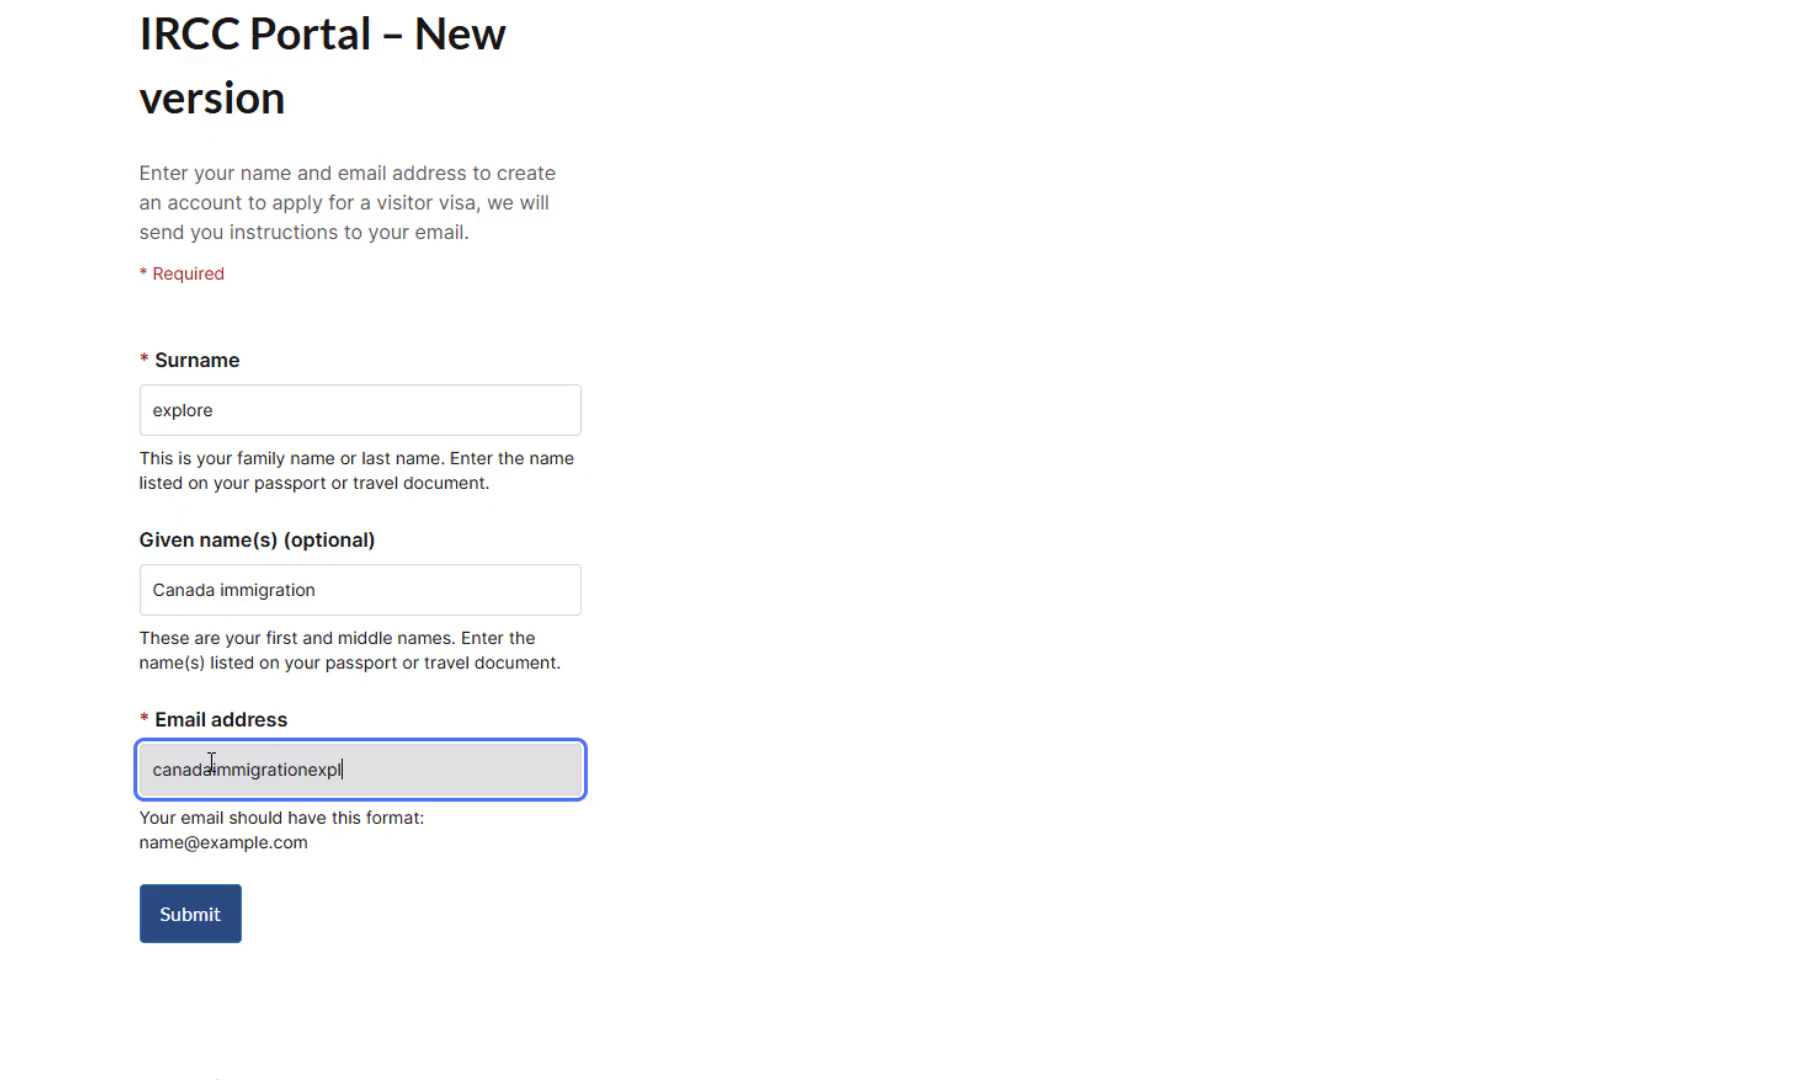 IRCC Portal – New
version
Enter your name and email address to create
an account to apply for a visitor visa, we will
send you instructions to your email.
* Required
* Surname
explore
This is your family name or last name. Enter the name
listed on your passport or travel document.
Given name(s) (optional)
Canada immigration
These are your first and middle names. Enter the
name(s) listed on your passport or travel document.
* Email address
canadaimmigrationexpl
Your email should have this format:
name@example.com
Submit